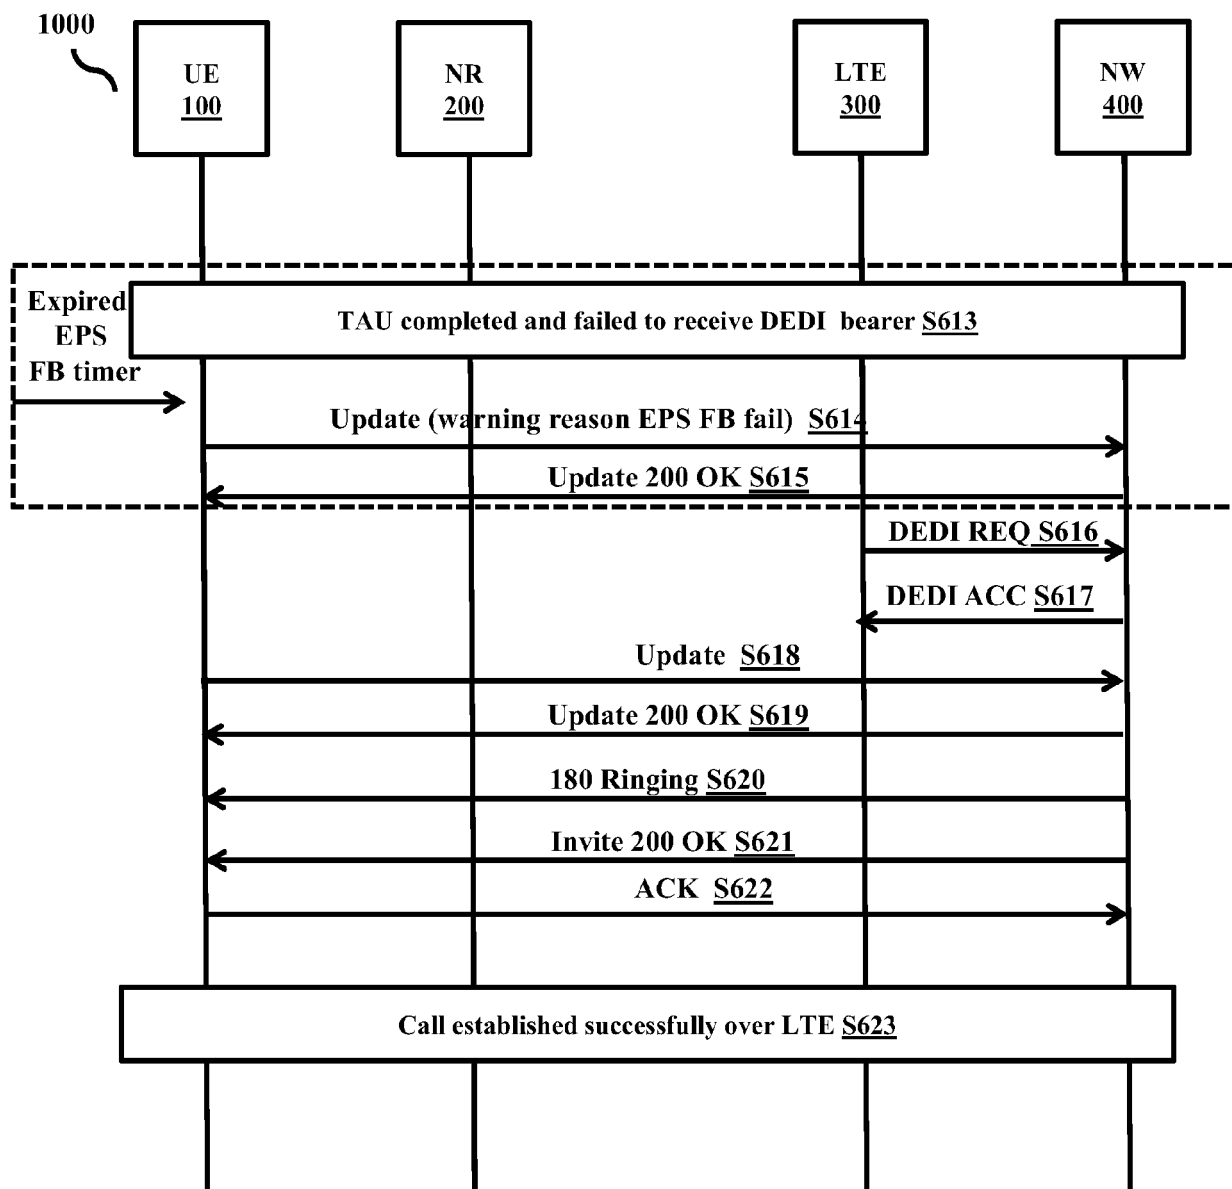 1000
UE
100
NR
200
LTE
300
NW
400
Expired
EPS
FB timer
TAU completed and failed to receive DEDI bearer S613
Update (warning reason EPS FB fail) S614
Update 200 OK S615
DEDI REQ S616
DEDI ACC S617
Update S618
Update 200 OK S619
180 Ringing S620
Invite 200 OK S621
ACK S622
Call established successfully over LTE S623